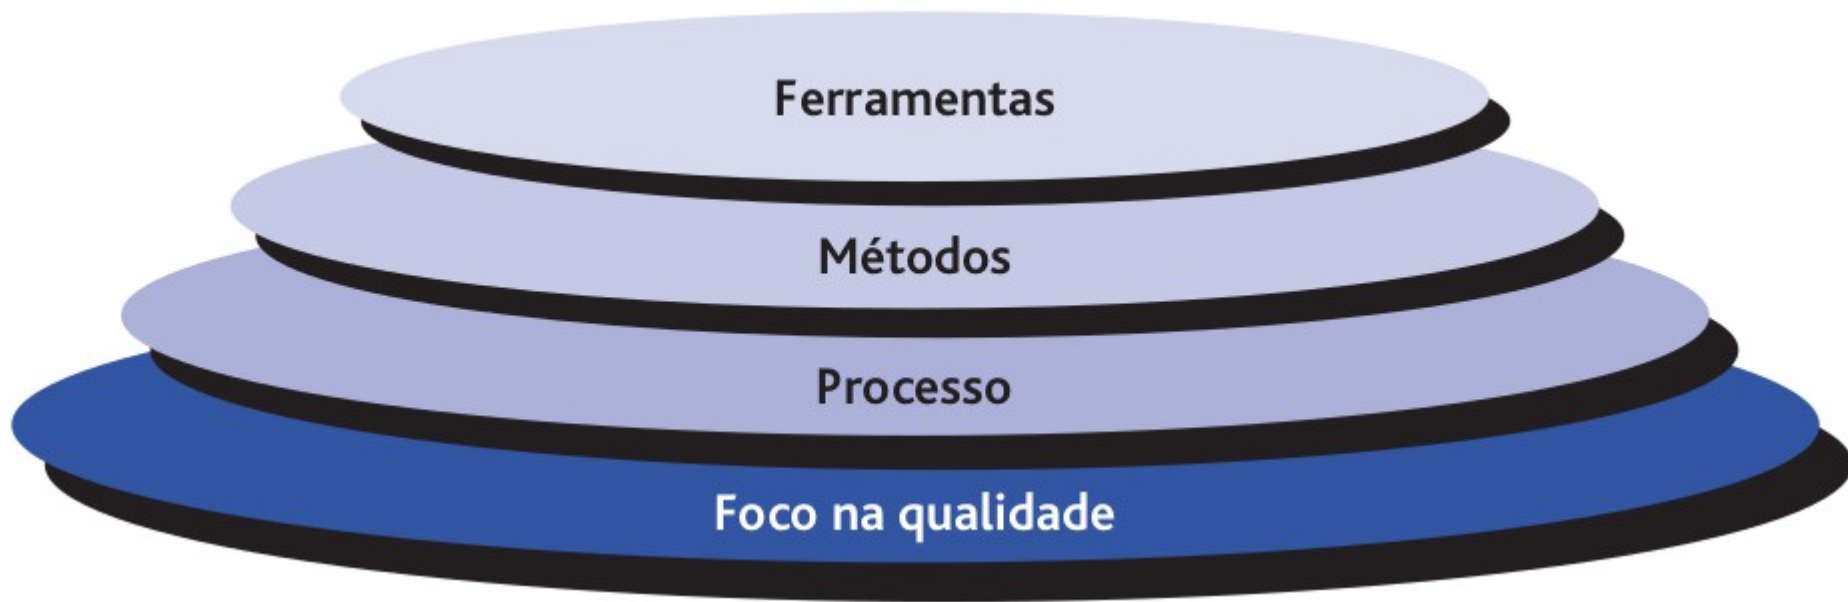 Ferramentas
Métodos
Processo
Foco na qualidade